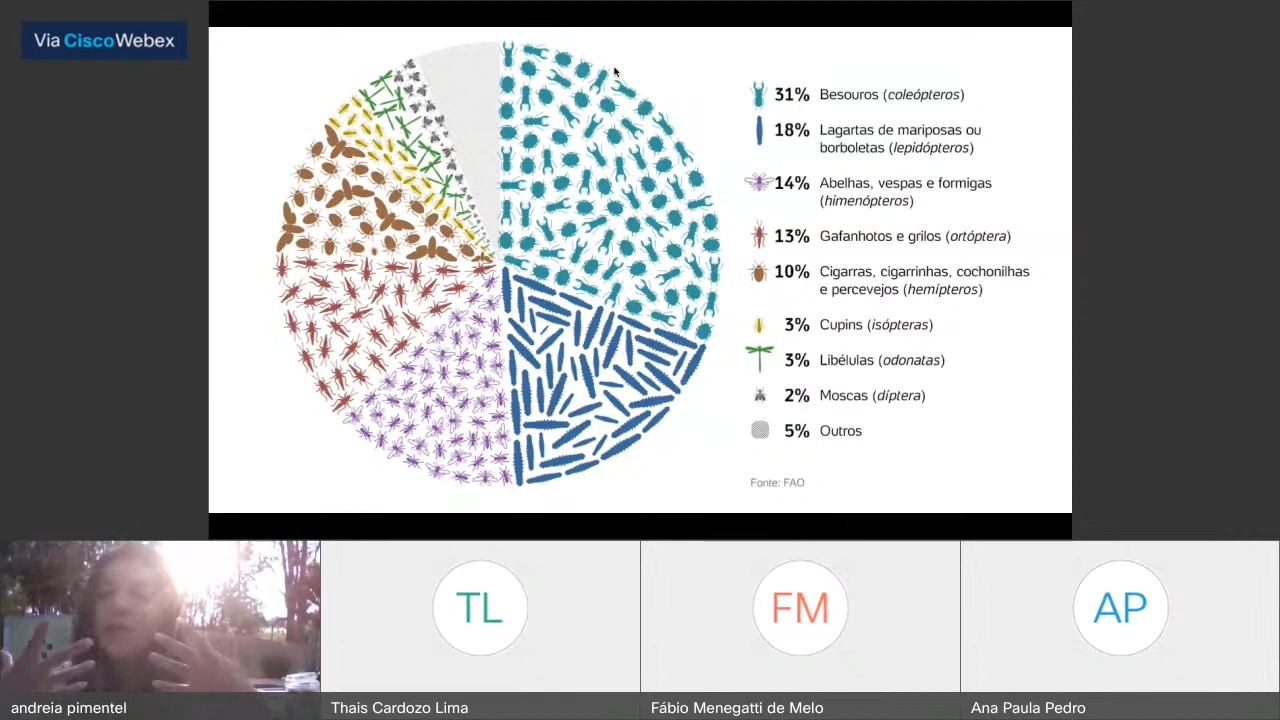 Via Cisco Webex
31% Besouros (coleópteros)
18% Lagartas de mariposas ou
borboletas (lepidópteros)
14% Abelhas, vespas e formigas
(himenópteros)
13% Gafanhotos e grilos (ortóptera)
10% Cigarras, cigarrinhas, cochonilhas
e percevejos (hemípteros)
3% Cupins (isópteras)
3% Libélulas (odonatas)
2% Moscas (díptera)
5% Outros
Fonte: FAO
TL
FM
AP
andreia pimentel
Thais Cardozo Lima
Fábio Menegatti de Melo
Ana Paula Pedro